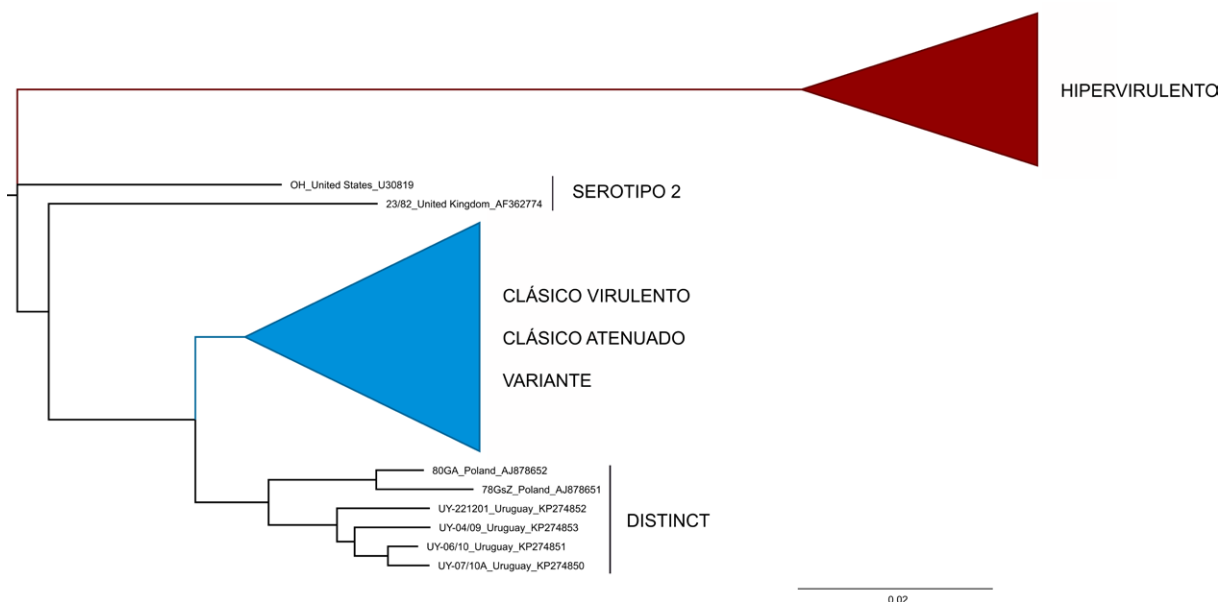 HIPERVIRULENTO
OH_United States_U30819
SEROTIPO 2
23/82_United Kingdom_AF362774
CLÁSICO VIRULENTO
CLÁSICO ATENUADO
VARIANTE
80GA_Poland_AJ878652
78GsZ_Poland_AJ878651
UY-221201_Uruguay_KP274852
DISTINCT
UY-04/09_Uruguay_KP274853
UY-06/10_Uruguay_KP274851
UY-07/10A_Uruguay_KP274850
0.02